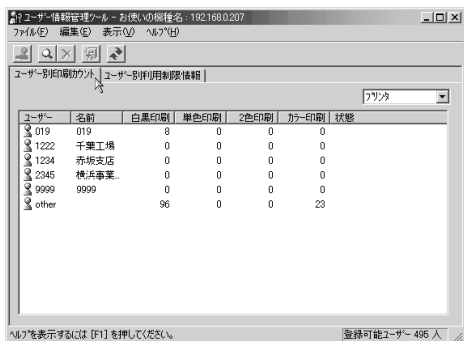 ユーザー情報管理ツール - お使いの機種名 : 192.168.0.207
ファイル(F) 編集(E) 表示(V) ヘルプ(H)
ユーザー別印刷カウント ユーザー別利用制限情報
プリンタ
ユーザー 名前 白黒印刷 単色印刷 2色印刷 カラー印刷 状態
019 019 8 0 0 0
1222 千葉工場 0 0 0 0
1234 赤坂支店 0 0 0 0
2345 横浜事業... 0 0 0 0
9999 9999 0 0 0 0
other 96 0 0 23
ヘルプを表示するには [F1] を押してください。 登録可能ユーザー 495 人